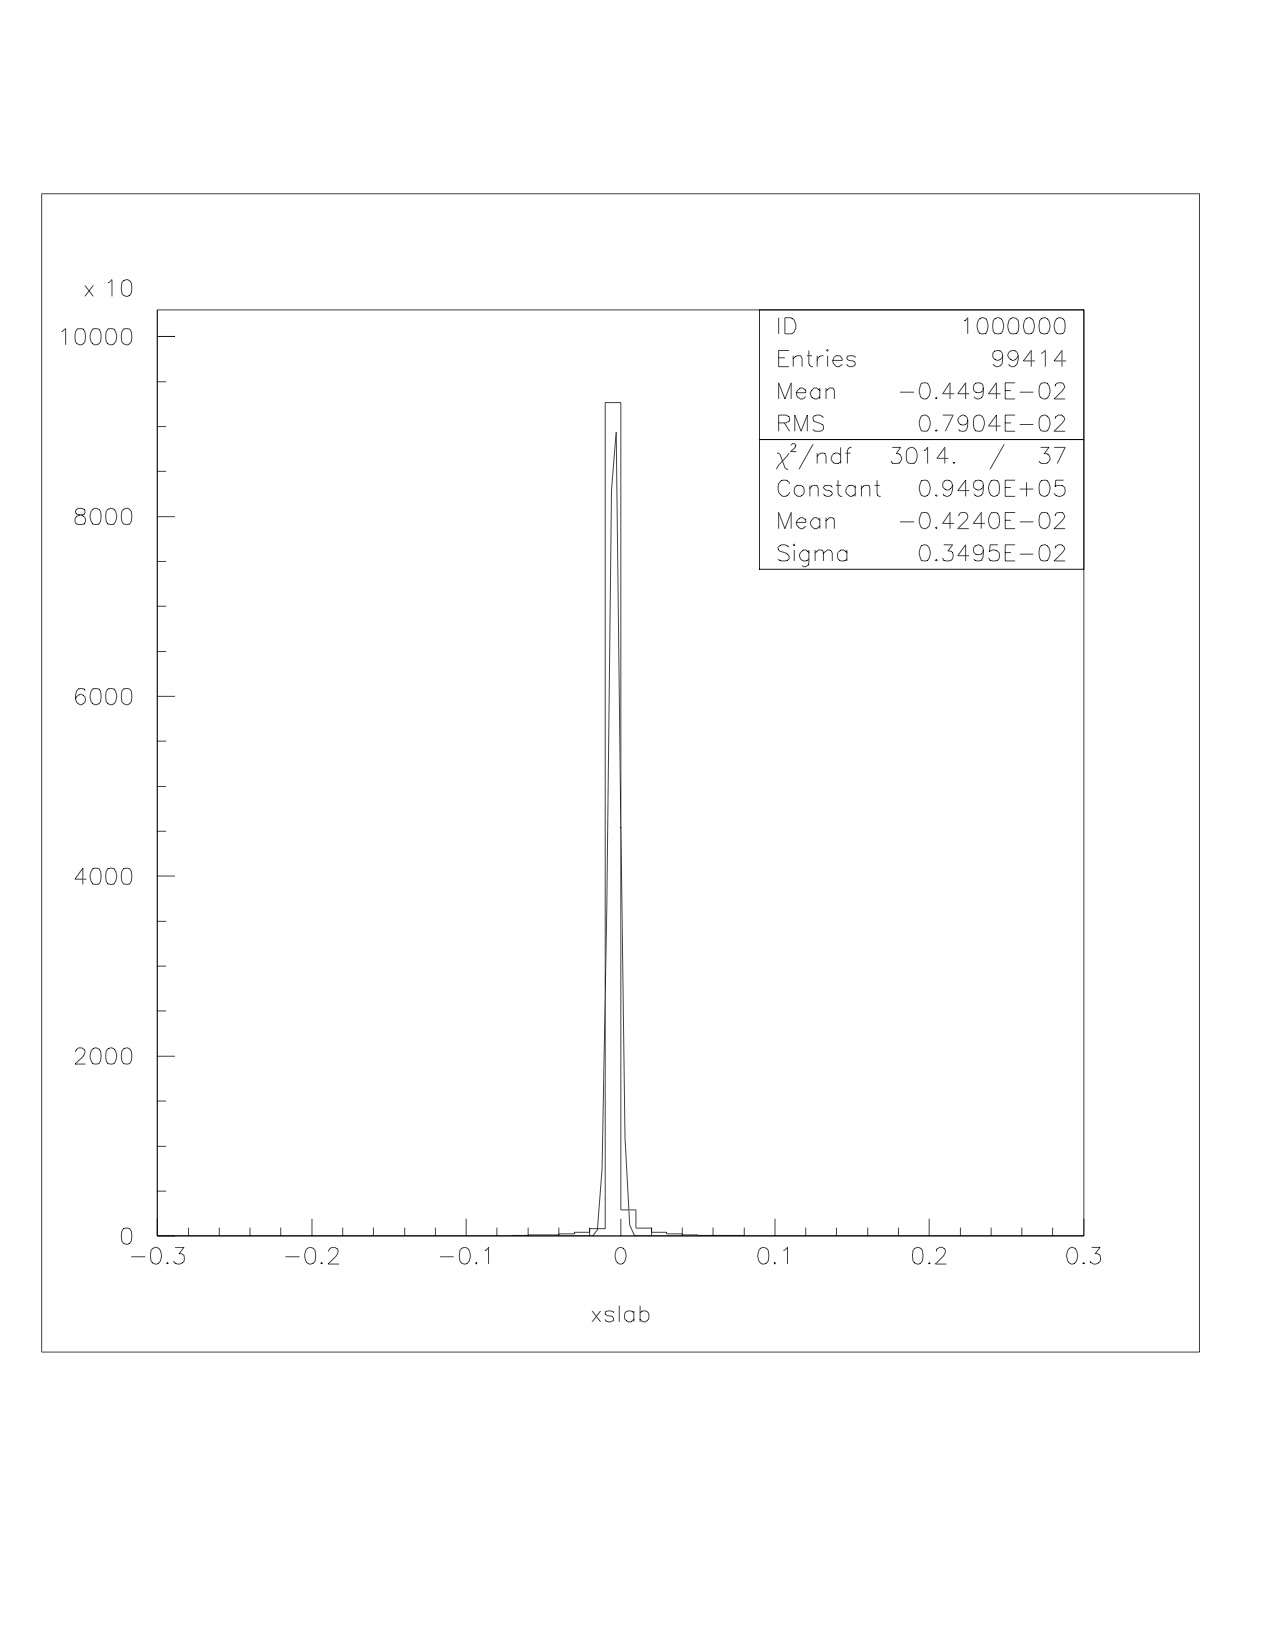 x 10
10000
8000
6000
4000
2000
0
ID 1000000
Entries 99414
Mean −0.4494E−02
RMS 0.7904E−02
χ²/ndf 3014. / 37
Constant 0.9490E+05
Mean −0.4240E−02
Sigma 0.3495E−02
−0.3 −0.2 −0.1 0 0.1 0.2 0.3
xslab